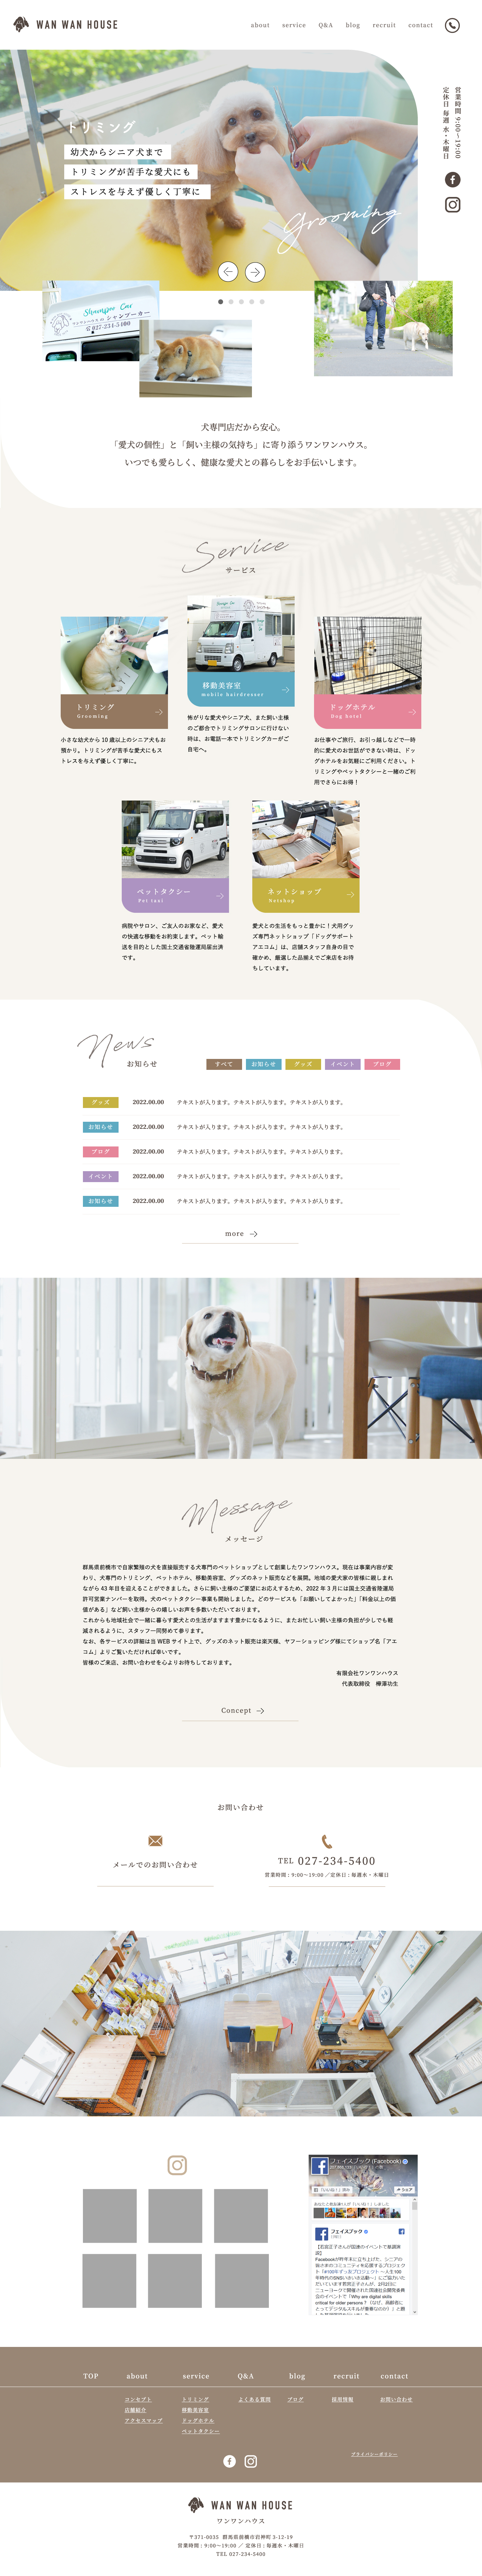 WAN WAN HOUSE
about service Q&A blog recruit contact
営業時間 9:00~19:00
定休日 毎週 水・木曜日
トリミング
幼犬からシニア犬まで
トリミングが苦手な愛犬にも
ストレスを与えず優しく丁寧に
Grooming
Shampoo Car
☎027-234-5400
犬専門店だから安心。
「愛犬の個性」と「飼い主様の気持ち」に寄り添うワンワンハウス。
いつでも愛らしく、健康な愛犬との暮らしをお手伝いします。
Service
サービス
トリミング
Grooming
小さな幼犬から 10 歳以上のシニア犬もお
預かり。トリミングが苦手な愛犬にもス
トレスを与えず優しく丁寧に。
移動美容室
mobile hairdresser
怖がりな愛犬やシニア犬、また飼い主様
のご都合でトリミングサロンに行けない
時は、お電話一本でトリミングカーがご
自宅へ。
ドッグホテル
Dog hotel
お仕事やご旅行、お引っ越しなどで一時
的に愛犬のお世話ができない時は、ドッ
グホテルをお気軽にご利用ください。ト
リミングやペットタクシーと一緒のご利
用でさらにお得！
ペットタクシー
Pet taxi
病院やサロン、ご友人のお家など、愛犬
の快適な移動をお約束します。ペット輸
送を目的とした国土交通省陸運局届出済
です。
ネットショップ
Netshop
愛犬との生活をもっと豊かに！犬用グッ
ズ専門ネットショップ「ドッグサポート
アエコム」は、店舗スタッフ自身の目で
確かめ、厳選した品揃えでご来店をお待
ちしています。
News
お知らせ
すべて お知らせ グッズ イベント ブログ
グッズ 2022.00.00 テキストが入ります。テキストが入ります。テキストが入ります。
お知らせ 2022.00.00 テキストが入ります。テキストが入ります。テキストが入ります。
ブログ 2022.00.00 テキストが入ります。テキストが入ります。テキストが入ります。
イベント 2022.00.00 テキストが入ります。テキストが入ります。テキストが入ります。
お知らせ 2022.00.00 テキストが入ります。テキストが入ります。テキストが入ります。
more
Message
メッセージ
群馬県前橋市で自家繁殖の犬を直接販売する犬専門のペットショップとして創業したワンワンハウス。現在は事業内容が変
わり、犬専門のトリミング、ペットホテル、移動美容室、グッズのネット販売などを展開。地域の愛犬家の皆様に親しまれ
ながら 43 年目を迎えることができました。さらに飼い主様のご要望にお応えするため、2022 年 3 月には国土交通省陸運局
許可営業ナンバーを取得。犬のペットタクシー事業も開始しました。どのサービスも「お願いしてよかった」「料金以上の価
値がある」など飼い主様からの嬉しいお声を多数いただいております。
これからも地域社会で一緒に暮らす愛犬との生活がますます豊かになるように、またお忙しい飼い主様の負担が少しでも軽
減されるように、スタッフ一同努めて参ります。
なお、各サービスの詳細は当 WEB サイト上で、グッズのネット販売は楽天様、ヤフーショッピング様にてショップ名「アエ
コム」よりご覧いただければ幸いです。
皆様のご来店、お問い合わせを心よりお待ちしております。
有限会社ワンワンハウス
代表取締役 樺澤功生
Concept
お問い合わせ
メールでのお問い合わせ
TEL 027-234-5400
営業時間：9:00~19:00 ／定休日：毎週水・木曜日
フェイスブック (Facebook)
フェイスブック
【若宮正子さんが国連のイベントで基調演
説】
TOP about service Q&A blog recruit contact
コンセプト トリミング よくある質問 ブログ 採用情報 お問い合わせ
店舗紹介 移動美容室
アクセスマップ ドッグホテル
ペットタクシー
プライバシーポリシー
WAN WAN HOUSE
ワンワンハウス
〒371-0035 群馬県前橋市岩神町 3-12-19
営業時間：9:00~19:00 ／ 定休日：毎週水・木曜日
TEL 027-234-5400